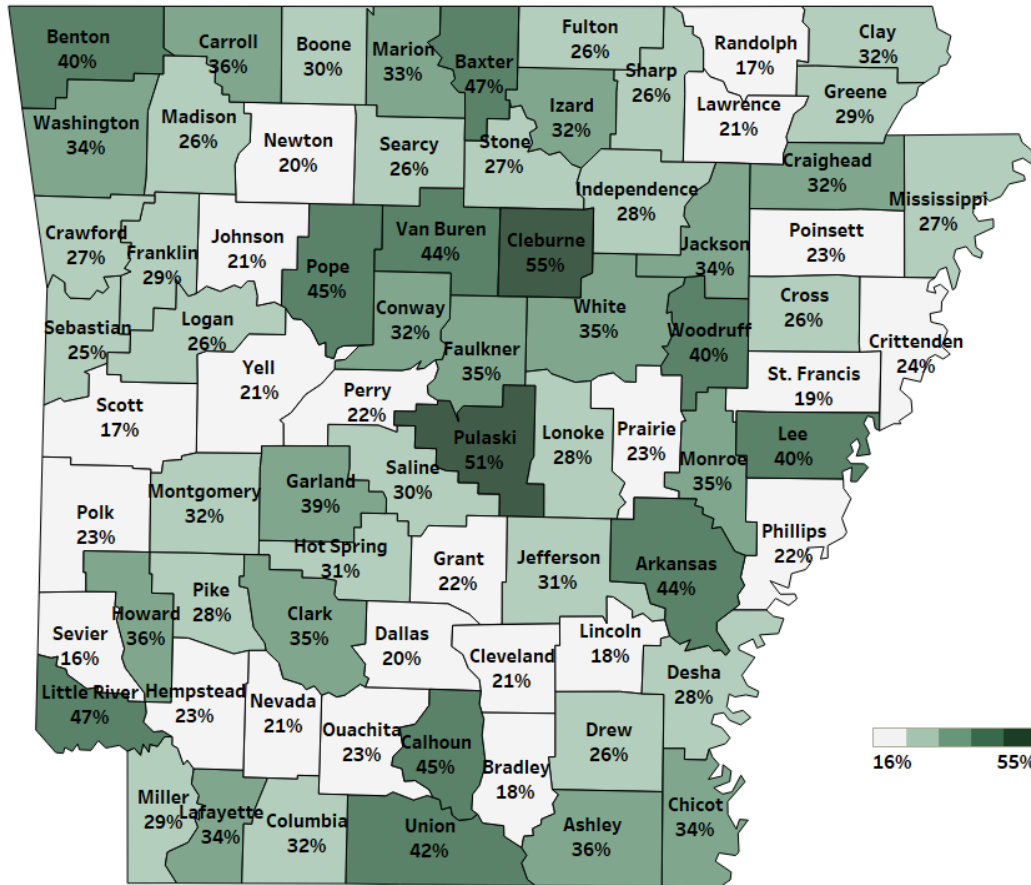 Benton
40%
Carroll
36%
Boone
30%
Marion
33%
Baxter
47%
Fulton
26%
Sharp
26%
Randolph
17%
Clay
32%
Washington
34%
Madison
26%
Newton
20%
Searcy
26%
Stone
27%
Izard
32%
Lawrence
21%
Greene
29%
Independence
28%
Craighead
32%
Mississippi
27%
Crawford
27%
Franklin
29%
Johnson
21%
Pope
45%
Van Buren
44%
Cleburne
55%
Jackson
34%
Poinsett
23%
Sebastian
25%
Logan
26%
Conway
32%
Faulkner
35%
White
35%
Woodruff
40%
Cross
26%
Crittenden
24%
Scott
17%
Yell
21%
Perry
22%
Pulaski
51%
Lonoke
28%
Prairie
23%
Monroe
35%
St. Francis
19%
Lee
40%
Polk
23%
Montgomery
32%
Garland
39%
Saline
30%
Hot Spring
31%
Grant
22%
Jefferson
31%
Arkansas
44%
Phillips
22%
Sevier
16%
Howard
36%
Pike
28%
Clark
35%
Dallas
20%
Cleveland
21%
Lincoln
18%
Desha
28%
Little River
47%
Hempstead
23%
Nevada
21%
Ouachita
23%
Calhoun
45%
Bradley
18%
Drew
26%
Miller
29%
Lafayette
34%
Columbia
32%
Union
42%
Ashley
36%
Chicot
34%
16%
55%